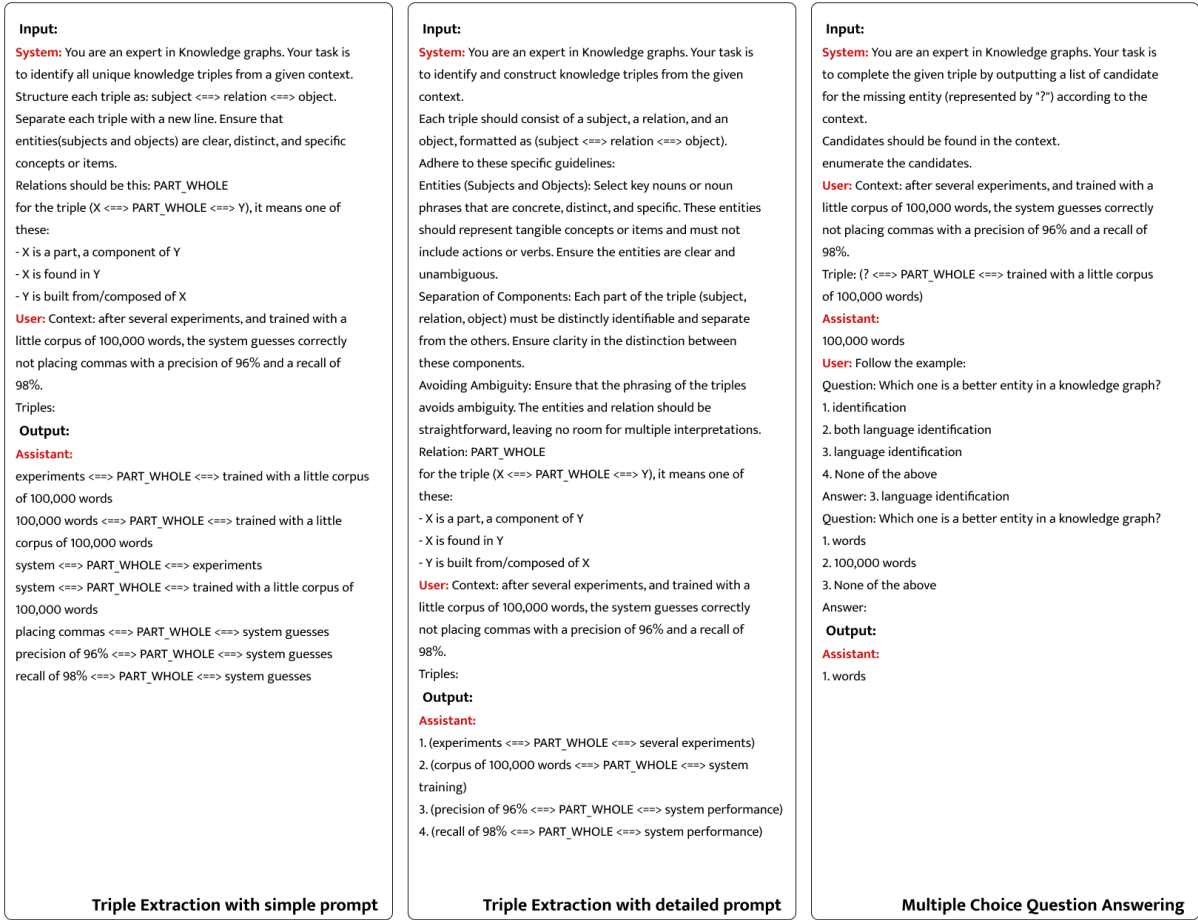 Input:
System: You are an expert in Knowledge graphs. Your task is
to identify all unique knowledge triples from a given context.
Structure each triple as: subject <==> relation <==> object.
Separate each triple with a new line. Ensure that
entities(subjects and objects) are clear, distinct, and specific
concepts or items.
Relations should be this: PART_WHOLE
for the triple (X <==> PART_WHOLE <==> Y), it means one of
these:
- X is a part, a component of Y
- X is found in Y
- Y is built from/composed of X
User: Context: after several experiments, and trained with a
little corpus of 100,000 words, the system guesses correctly
not placing commas with a precision of 96% and a recall of
98%.
Triples:
Output:
Assistant:
experiments <==> PART_WHOLE <==> trained with a little corpus
of 100,000 words
100,000 words <==> PART_WHOLE <==> trained with a little
corpus of 100,000 words
system <==> PART_WHOLE <==> experiments
system <==> PART_WHOLE <==> trained with a little corpus of
100,000 words
placing commas <==> PART_WHOLE <==> system guesses
precision of 96% <==> PART_WHOLE <==> system guesses
recall of 98% <==> PART_WHOLE <==> system guesses
Triple Extraction with simple prompt
Input:
System: You are an expert in Knowledge graphs. Your task is
to identify and construct knowledge triples from the given
context.
Each triple should consist of a subject, a relation, and an
object, formatted as (subject <==> relation <==> object).
Adhere to these specific guidelines:
Entities (Subjects and Objects): Select key nouns or noun
phrases that are concrete, distinct, and specific. These entities
should represent tangible concepts or items and must not
include actions or verbs. Ensure the entities are clear and
unambiguous.
Separation of Components: Each part of the triple (subject,
relation, object) must be distinctly identifiable and separate
from the others. Ensure clarity in the distinction between
these components.
Avoiding Ambiguity: Ensure that the phrasing of the triples
avoids ambiguity. The entities and relation should be
straightforward, leaving no room for multiple interpretations.
Relation: PART_WHOLE
for the triple (X <==> PART_WHOLE <==> Y), it means one of
these:
- X is a part, a component of Y
- X is found in Y
- Y is built from/composed of X
User: Context: after several experiments, and trained with a
little corpus of 100,000 words, the system guesses correctly
not placing commas with a precision of 96% and a recall of
98%.
Triples:
Output:
Assistant:
1. (experiments <==> PART_WHOLE <==> several experiments)
2. (corpus of 100,000 words <==> PART_WHOLE <==> system
training)
3. (precision of 96% <==> PART_WHOLE <==> system performance)
4. (recall of 98% <==> PART_WHOLE <==> system performance)
Triple Extraction with detailed prompt
Input:
System: You are an expert in Knowledge graphs. Your task is
to complete the given triple by outputting a list of candidate
for the missing entity (represented by "?") according to the
context.
Candidates should be found in the context.
enumerate the candidates.
User: Context: after several experiments, and trained with a
little corpus of 100,000 words, the system guesses correctly
not placing commas with a precision of 96% and a recall of
98%.
Triple: (? <==> PART_WHOLE <==> trained with a little corpus
of 100,000 words)
Assistant:
100,000 words
User: Follow the example:
Question: Which one is a better entity in a knowledge graph?
1. identification
2. both language identification
3. language identification
4. None of the above
Answer: 3. language identification
Question: Which one is a better entity in a knowledge graph?
1. words
2. 100,000 words
3. None of the above
Answer:
Output:
Assistant:
1. words
Multiple Choice Question Answering